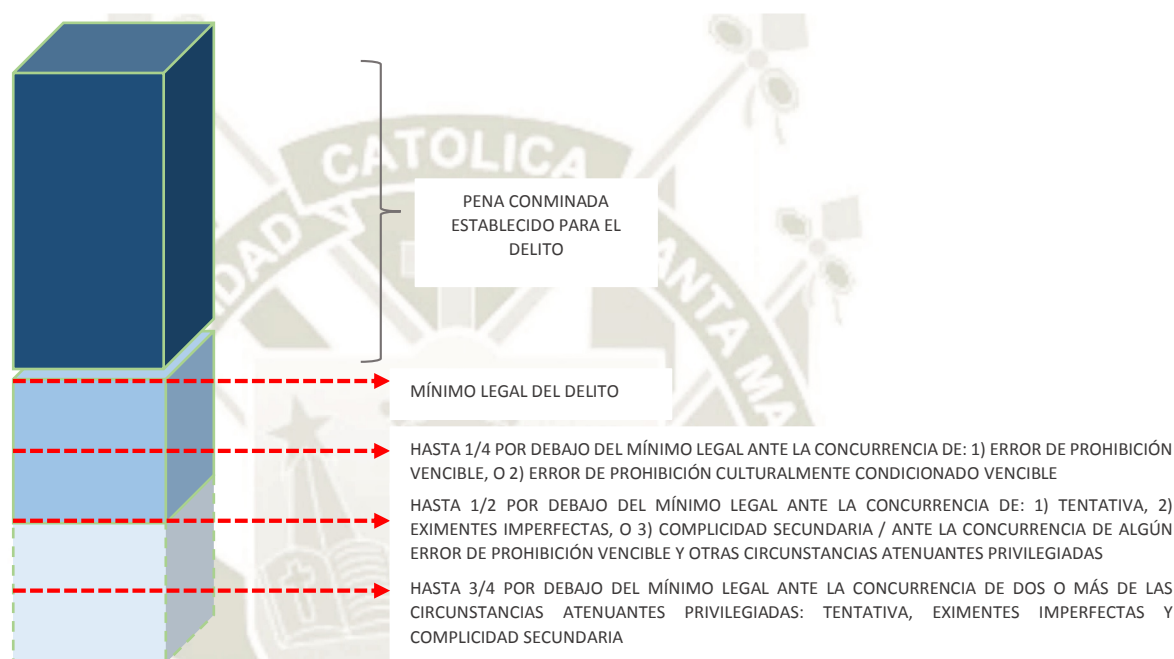 CATOLICA
IDAD
ANTA MA
PENA CONMINADA
ESTABLECIDO PARA EL
DELITO
MÍNIMO LEGAL DEL DELITO
HASTA 1/4 POR DEBAJO DEL MÍNIMO LEGAL ANTE LA CONCURRENCIA DE: 1) ERROR DE PROHIBICIÓN
VENCIBLE, O 2) ERROR DE PROHIBICIÓN CULTURALMENTE CONDICIONADO VENCIBLE
HASTA 1/2 POR DEBAJO DEL MÍNIMO LEGAL ANTE LA CONCURRENCIA DE: 1) TENTATIVA, 2)
EXIMENTES IMPERFECTAS, O 3) COMPLICIDAD SECUNDARIA / ANTE LA CONCURRENCIA DE ALGÚN
ERROR DE PROHIBICIÓN VENCIBLE Y OTRAS CIRCUNSTANCIAS ATENUANTES PRIVILEGIADAS
HASTA 3/4 POR DEBAJO DEL MÍNIMO LEGAL ANTE LA CONCURRENCIA DE DOS O MÁS DE LAS
CIRCUNSTANCIAS ATENUANTES PRIVILEGIADAS: TENTATIVA, EXIMENTES IMPERFECTAS Y
COMPLICIDAD SECUNDARIA